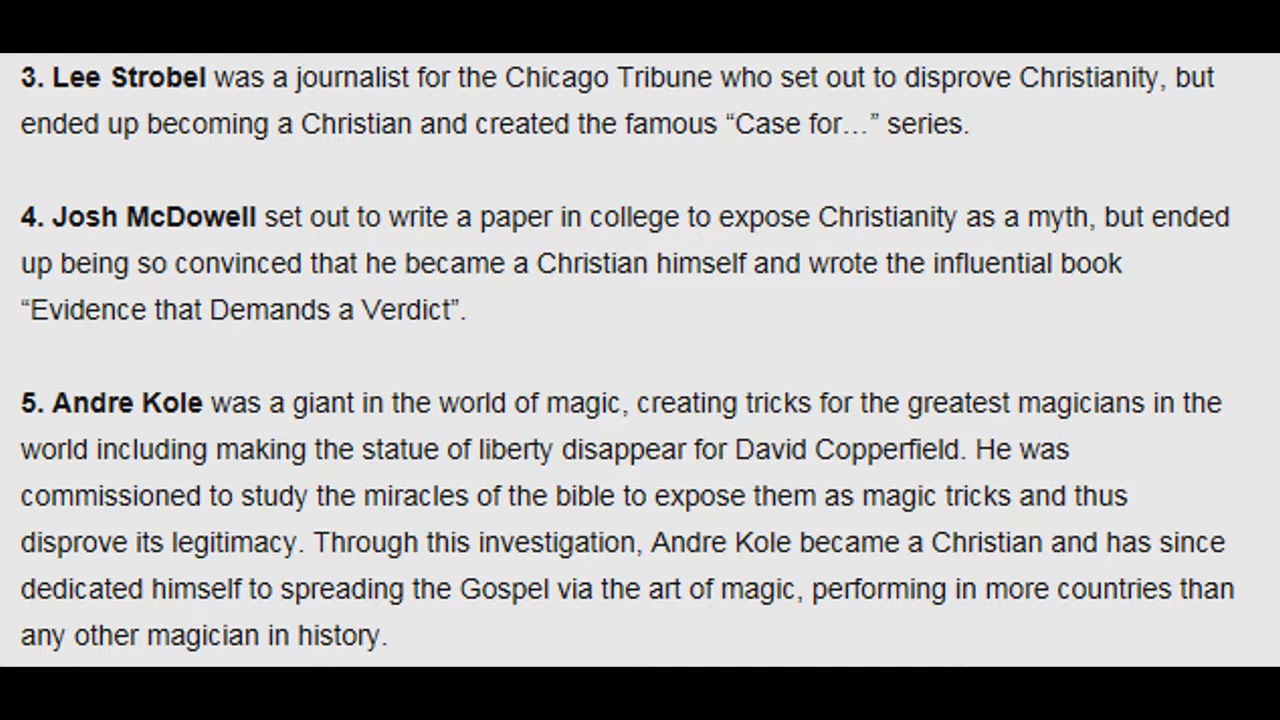 3. Lee Strobel was a journalist for the Chicago Tribune who set out to disprove Christianity, but
ended up becoming a Christian and created the famous “Case for…” series.
4. Josh McDowell set out to write a paper in college to expose Christianity as a myth, but ended
up being so convinced that he became a Christian himself and wrote the influential book
“Evidence that Demands a Verdict”.
5. Andre Kole was a giant in the world of magic, creating tricks for the greatest magicians in the
world including making the statue of liberty disappear for David Copperfield. He was
commissioned to study the miracles of the bible to expose them as magic tricks and thus
disprove its legitimacy. Through this investigation, Andre Kole became a Christian and has since
dedicated himself to spreading the Gospel via the art of magic, performing in more countries than
any other magician in history.